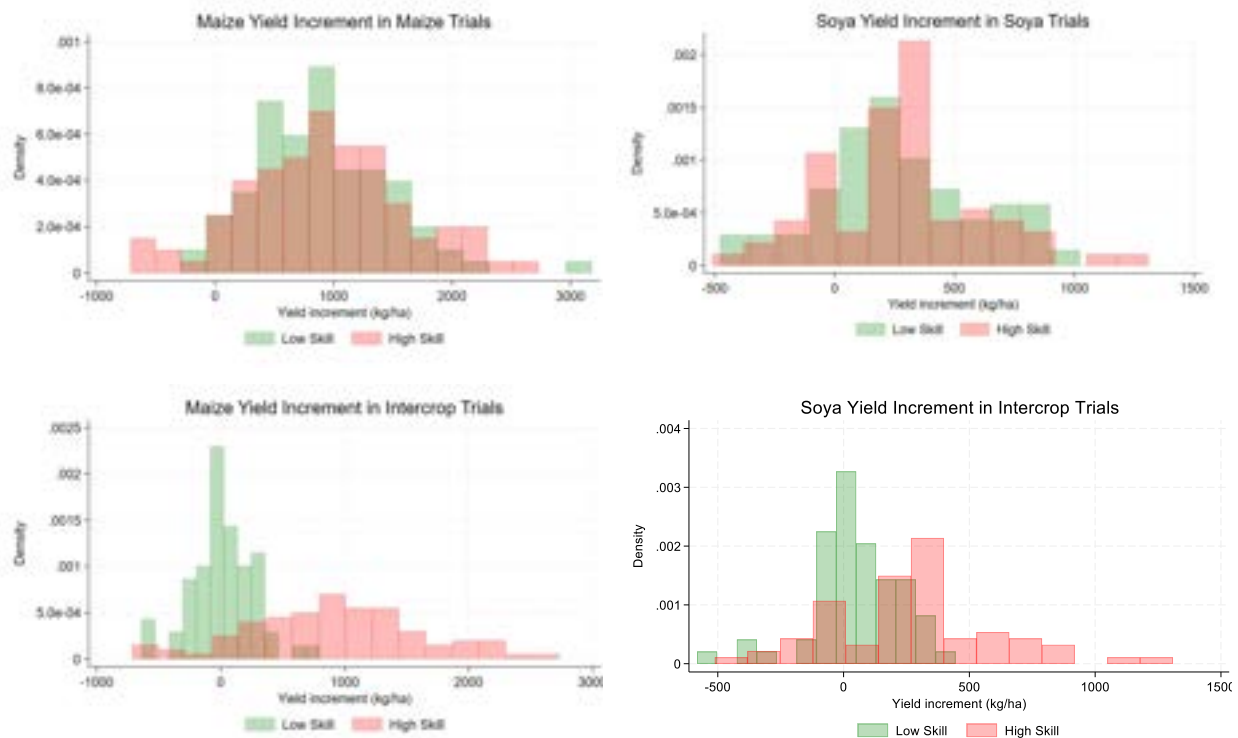 Maize Yield Increment in Maize Trials
.001
8.0e-04
6.0e-04
4.0e-04
2.0e-04
0
Density
-1000 0 1000 2000 3000
Yield increment (kg/ha)
Low Skill High Skill
Soya Yield Increment in Soya Trials
.002
.0015
.001
5.0e-04
0
Density
-500 0 500 1000 1500
Yield increment (kg/ha)
Low Skill High Skill
Maize Yield Increment in Intercrop Trials
.0025
.002
.0015
.001
5.0e-04
0
Density
-1000 0 1000 2000 3000
Yield increment (kg/ha)
Low Skill High Skill
Soya Yield Increment in Intercrop Trials
.004
.003
.002
.001
0
Density
-500 0 500 1000 1500
Yield increment (kg/ha)
Low Skill High Skill